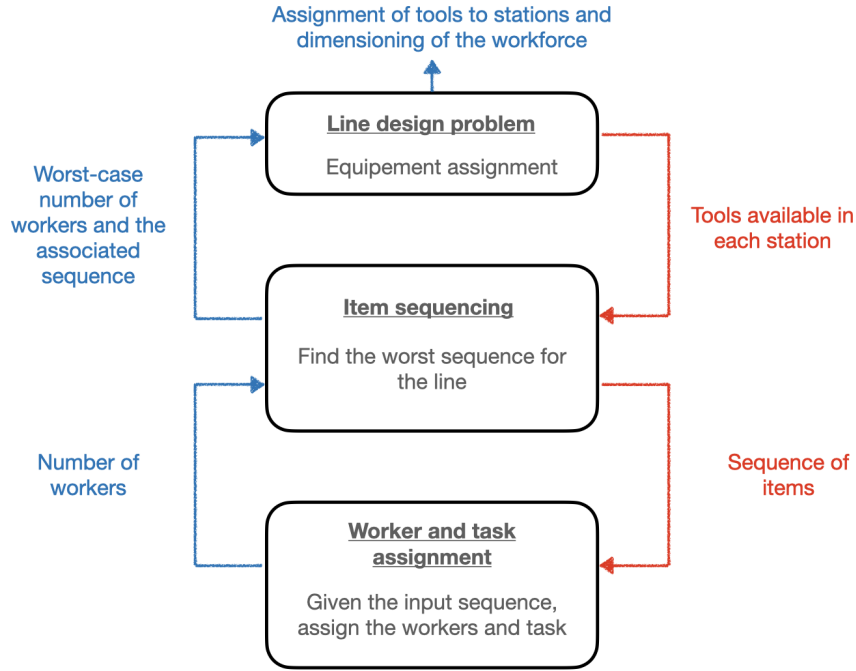 Assignment of tools to stations and
dimensioning of the workforce
Line design problem
Equipement assignment
Worst-case
number of
workers and the
associated
sequence
Tools available in
each station
Item sequencing
Find the worst sequence for
the line
Number of
workers
Sequence of
items
Worker and task
assignment
Given the input sequence,
assign the workers and task